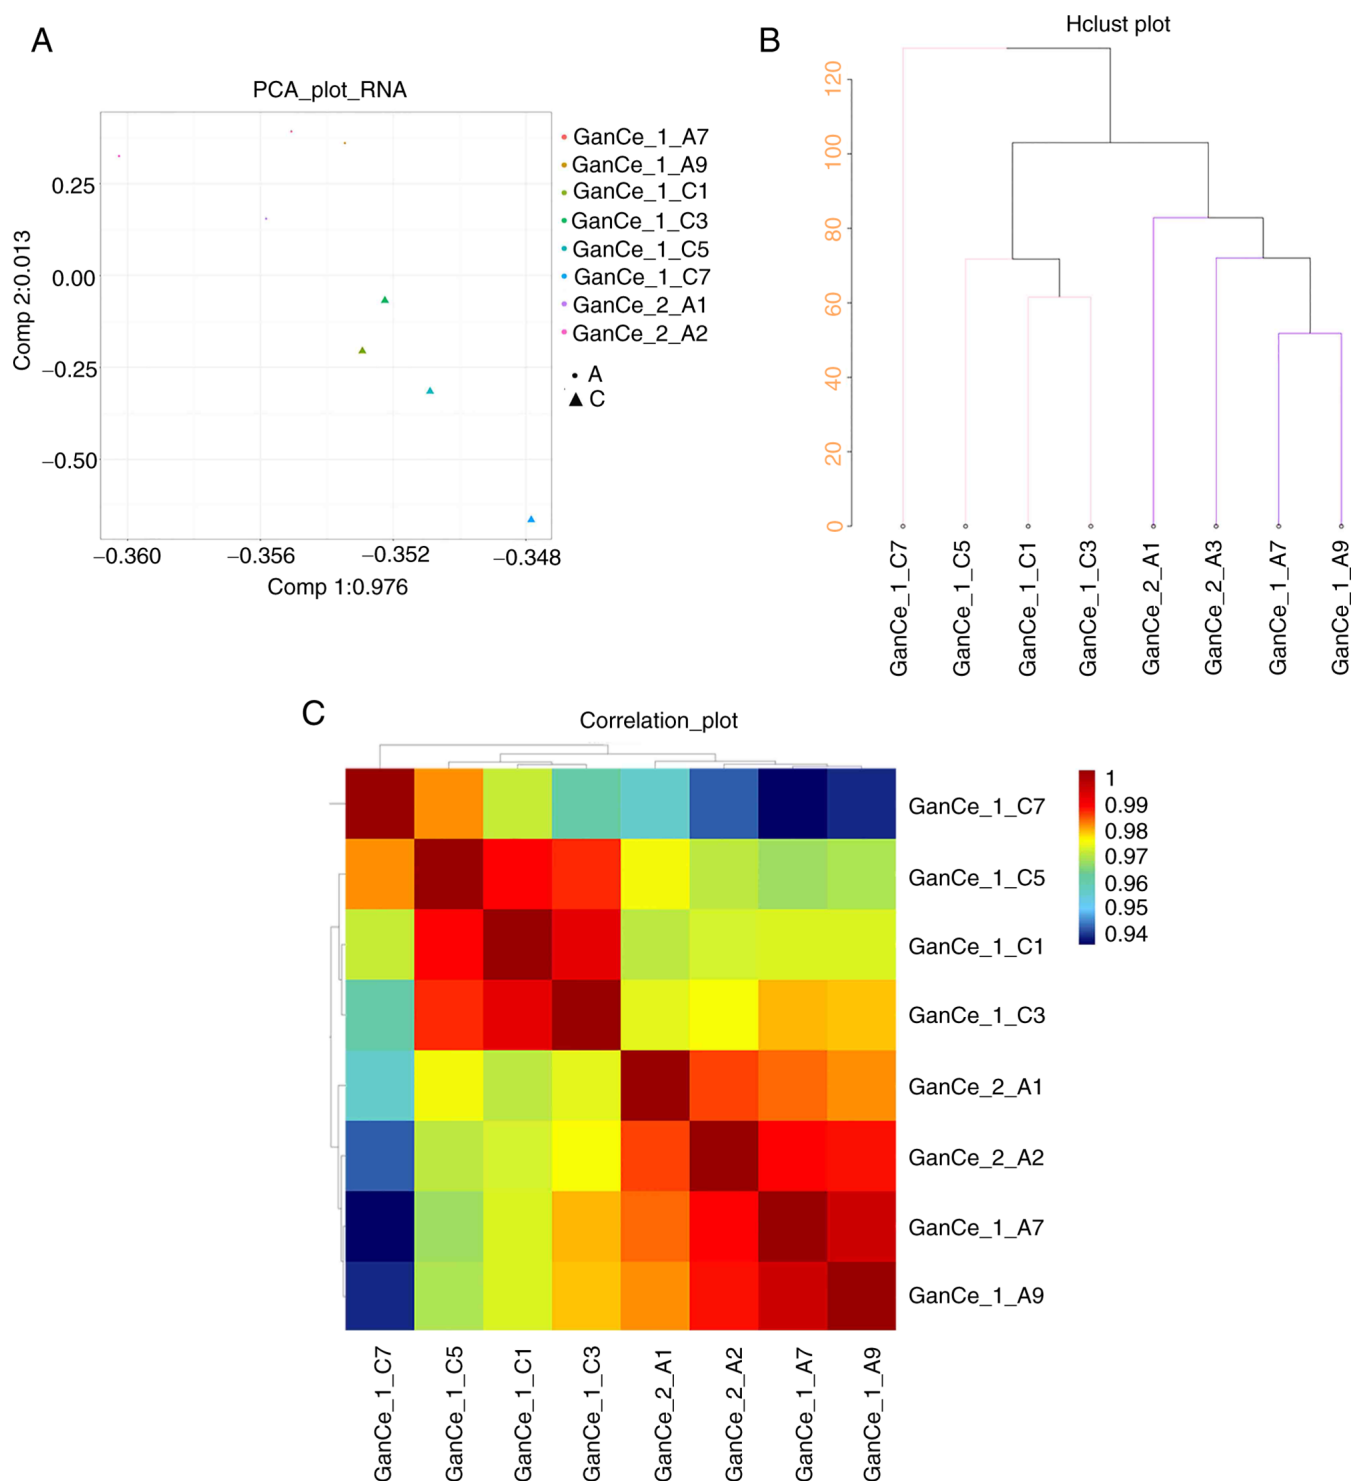 A
PCA_plot_RNA
Comp 2:0.013
0.25
0.00
−0.25
−0.50
−0.360
−0.356
−0.352
−0.348
Comp 1:0.976
GanCe_1_A7
GanCe_1_A9
GanCe_1_C1
GanCe_1_C3
GanCe_1_C5
GanCe_1_C7
GanCe_2_A1
GanCe_2_A2
A
C
B
Hclust plot
120
100
80
60
40
20
0
GanCe_1_C7
GanCe_1_C5
GanCe_1_C1
GanCe_1_C3
GanCe_2_A1
GanCe_2_A3
GanCe_1_A7
GanCe_1_A9
C
Correlation_plot
GanCe_1_C7
GanCe_1_C5
GanCe_1_C1
GanCe_1_C3
GanCe_2_A1
GanCe_2_A2
GanCe_1_A7
GanCe_1_A9
1
0.99
0.98
0.97
0.96
0.95
0.94
GanCe_1_C7
GanCe_1_C5
GanCe_1_C1
GanCe_1_C3
GanCe_2_A1
GanCe_2_A2
GanCe_1_A7
GanCe_1_A9